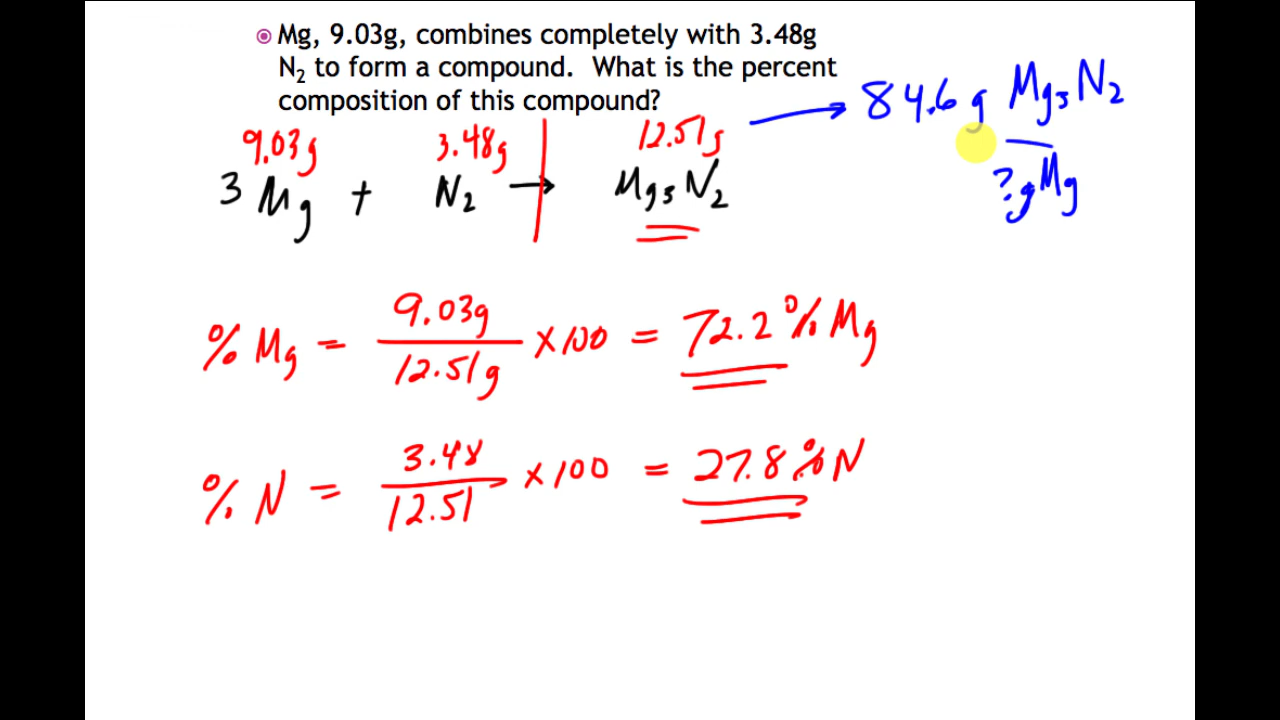 Mg, 9.03g, combines completely with 3.48g
N₂ to form a compound. What is the percent
composition of this compound?
84.6 g Mg₃N₂
? g Mg
9.03g 3.48g 12.51g
3 Mg + N₂ → Mg₃N₂
% Mg = 9.03g / 12.51g × 100 = 72.2 % Mg
% N = 3.48 / 12.51 × 100 = 27.8 % N